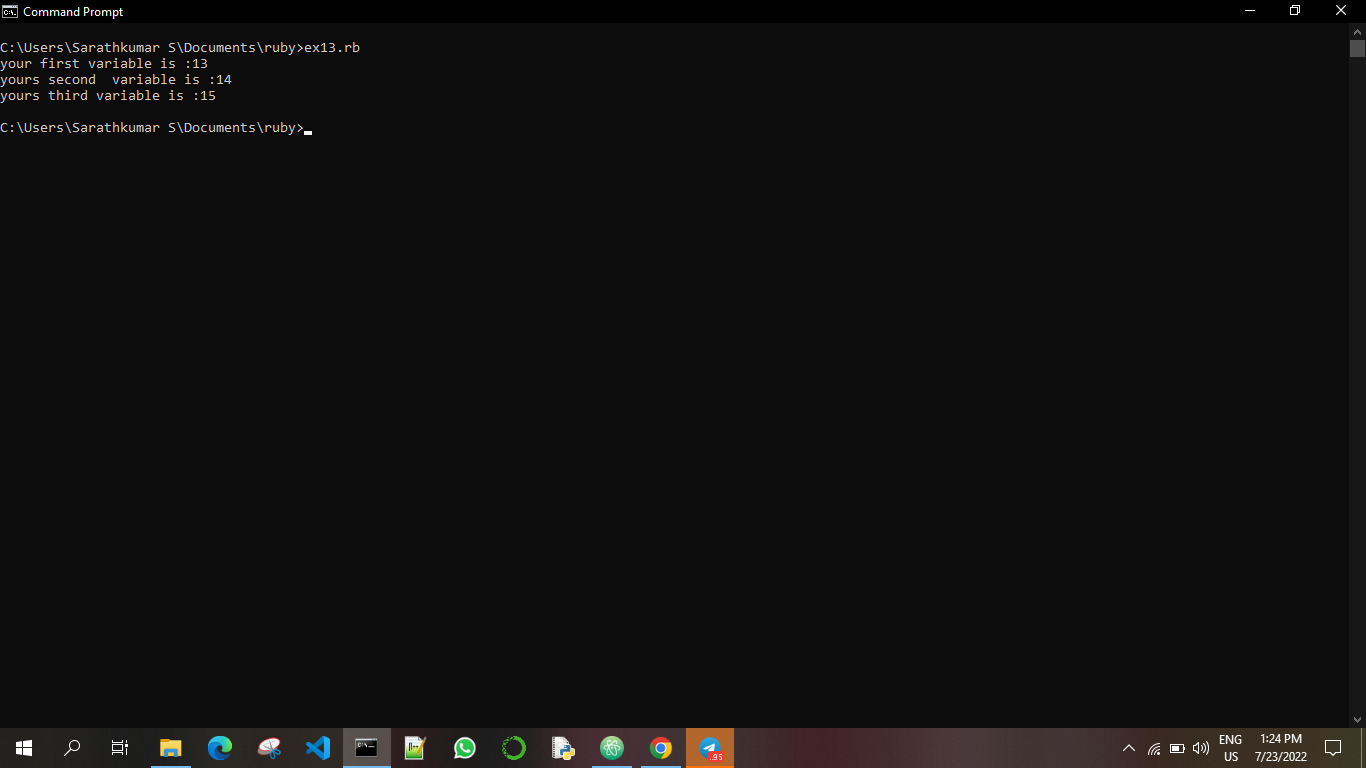 Command Prompt
C:\Users\Sarathkumar S\Documents\ruby>ex13.rb
your first variable is :13
yours second  variable is :14
yours third variable is :15
C:\Users\Sarathkumar S\Documents\ruby>
ENG
US
1:24 PM
7/23/2022
.95